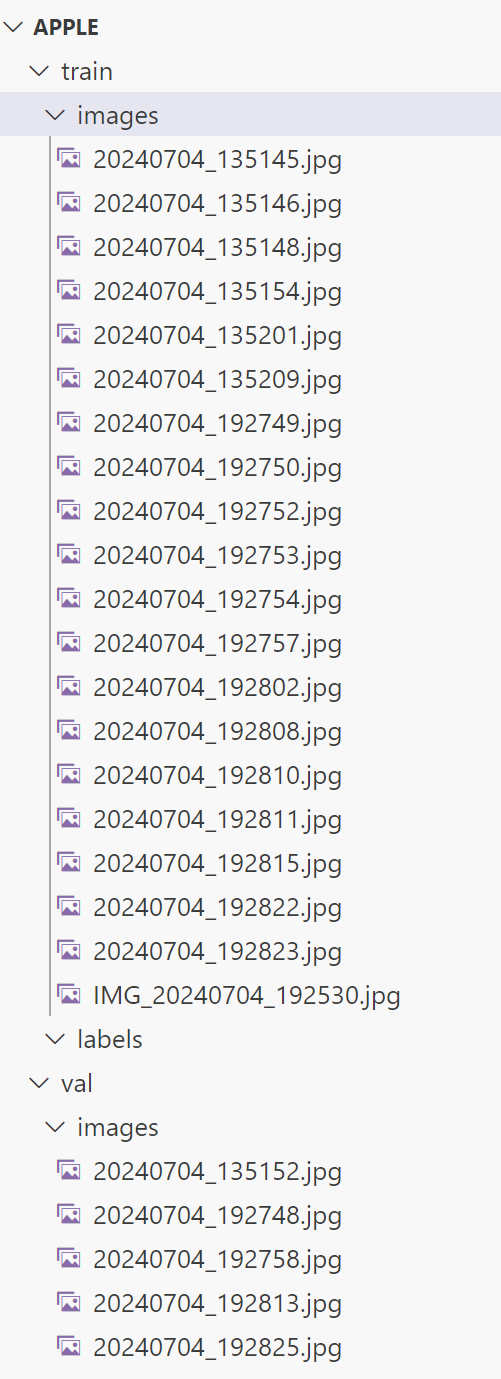 APPLE
train
images
20240704_135145.jpg
20240704_135146.jpg
20240704_135148.jpg
20240704_135154.jpg
20240704_135201.jpg
20240704_135209.jpg
20240704_192749.jpg
20240704_192750.jpg
20240704_192752.jpg
20240704_192753.jpg
20240704_192754.jpg
20240704_192757.jpg
20240704_192802.jpg
20240704_192808.jpg
20240704_192810.jpg
20240704_192811.jpg
20240704_192815.jpg
20240704_192822.jpg
20240704_192823.jpg
IMG_20240704_192530.jpg
labels
val
images
20240704_135152.jpg
20240704_192748.jpg
20240704_192758.jpg
20240704_192813.jpg
20240704_192825.jpg